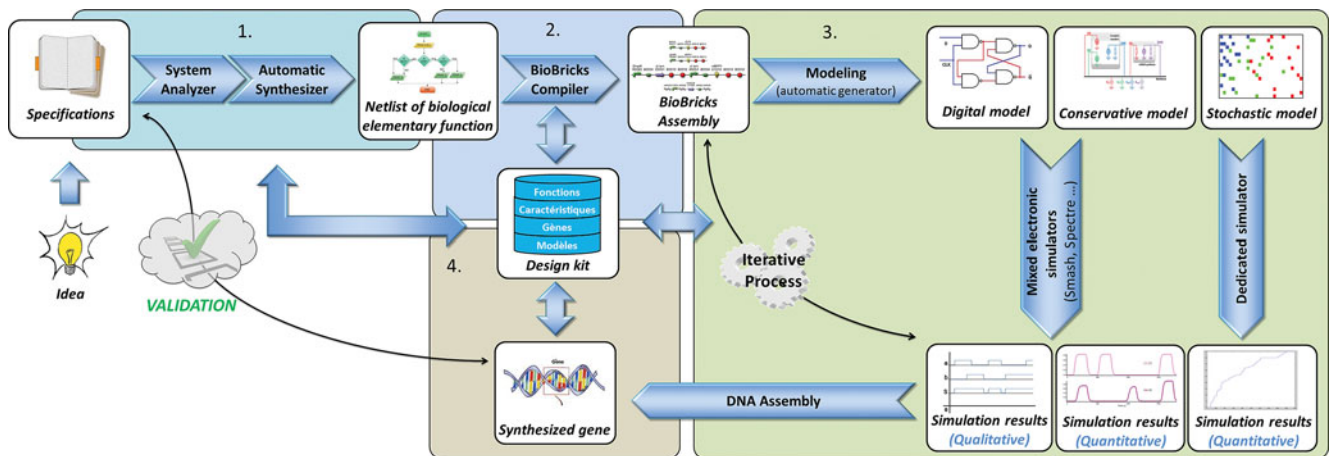 1.
2.
3.
Specifications
System
Analyzer
Automatic
Synthesizer
Netlist of biological
elementary function
BioBricks
Compiler
BioBricks
Assembly
Modeling
(automatic generator)
Digital model
Conservative model
Stochastic model
Fonctions
Caractéristiques
Gènes
Modèles
Design kit
4.
Idea
VALIDATION
Iterative
Process
Mixed electronic
simulators
(Smash, Spectre ...)
Dedicated simulator
Gène
Synthesized gene
DNA Assembly
Simulation results
(Qualitative)
Simulation results
(Quantitative)
Simulation results
(Quantitative)